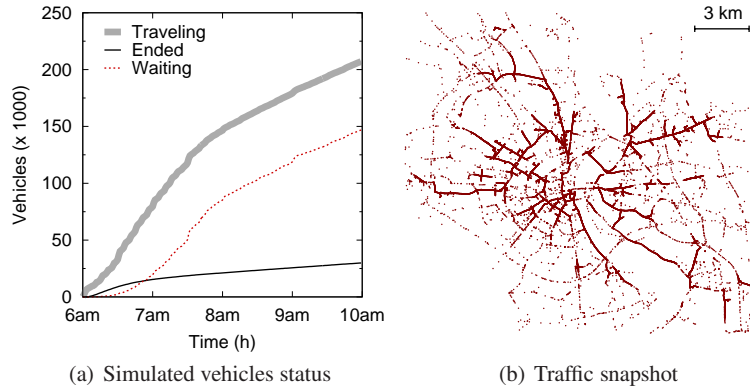 250
200
150
100
50
0
Vehicles (x 1000)
Traveling
Ended
Waiting
6am 7am 8am 9am 10am
Time (h)
(a) Simulated vehicles status
3 km
(b) Traffic snapshot